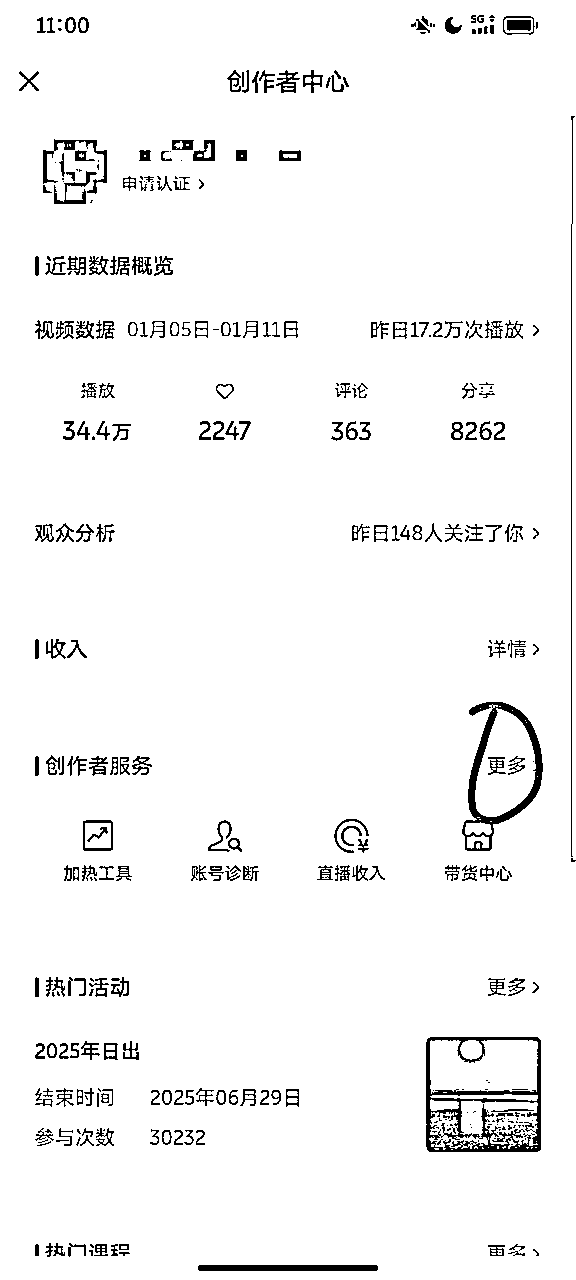 11:00
5G
创作者中心
申请认证
近期数据概览
视频数据 01月05日-01月11日 昨日17.2万次播放
播放 评论 分享
34.4万 2247 363 8262
观众分析 昨日148人关注了你
收入 详情
创作者服务 更多
加热工具 账号诊断 直播收入 带货中心
热门活动 更多
2025年日出
结束时间 2025年06月29日
参与次数 30232
热门课程 更多